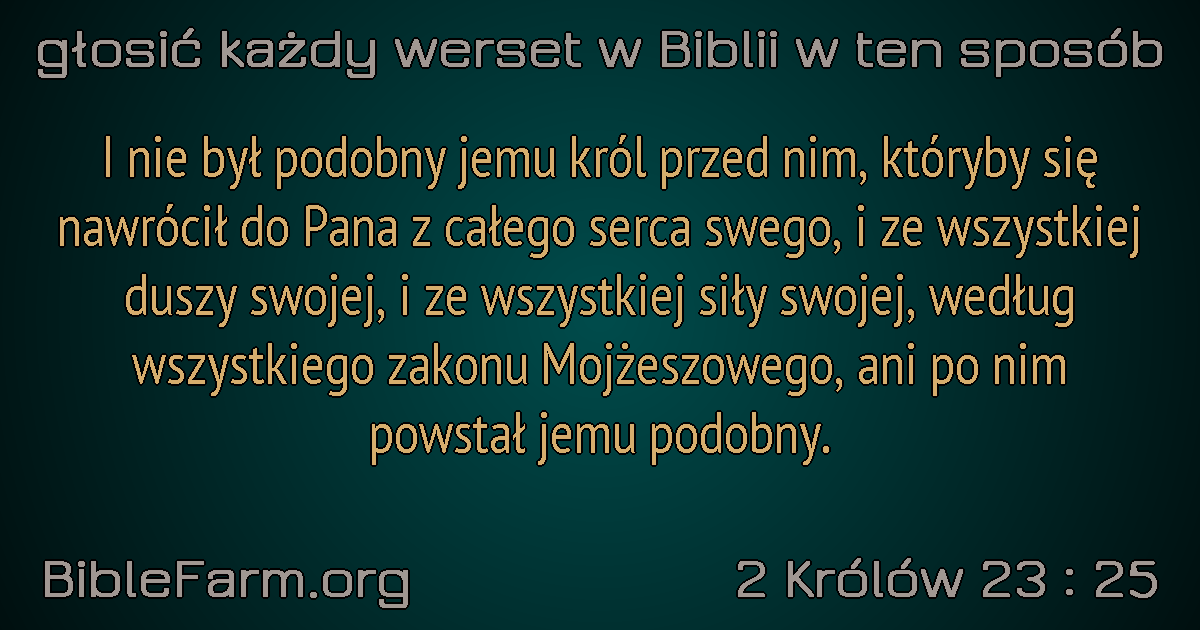 głosić każdy werset w Biblii w ten sposób
I nie był podobny jemu król przed nim, któryby się
nawrócił do Pana z całego serca swego, i ze wszystkiej
duszy swojej, i ze wszystkiej siły swojej, według
wszystkiego zakonu Mojżeszowego, ani po nim
powstał jemu podobny.
BibleFarm.org
2 Królów 23 : 25